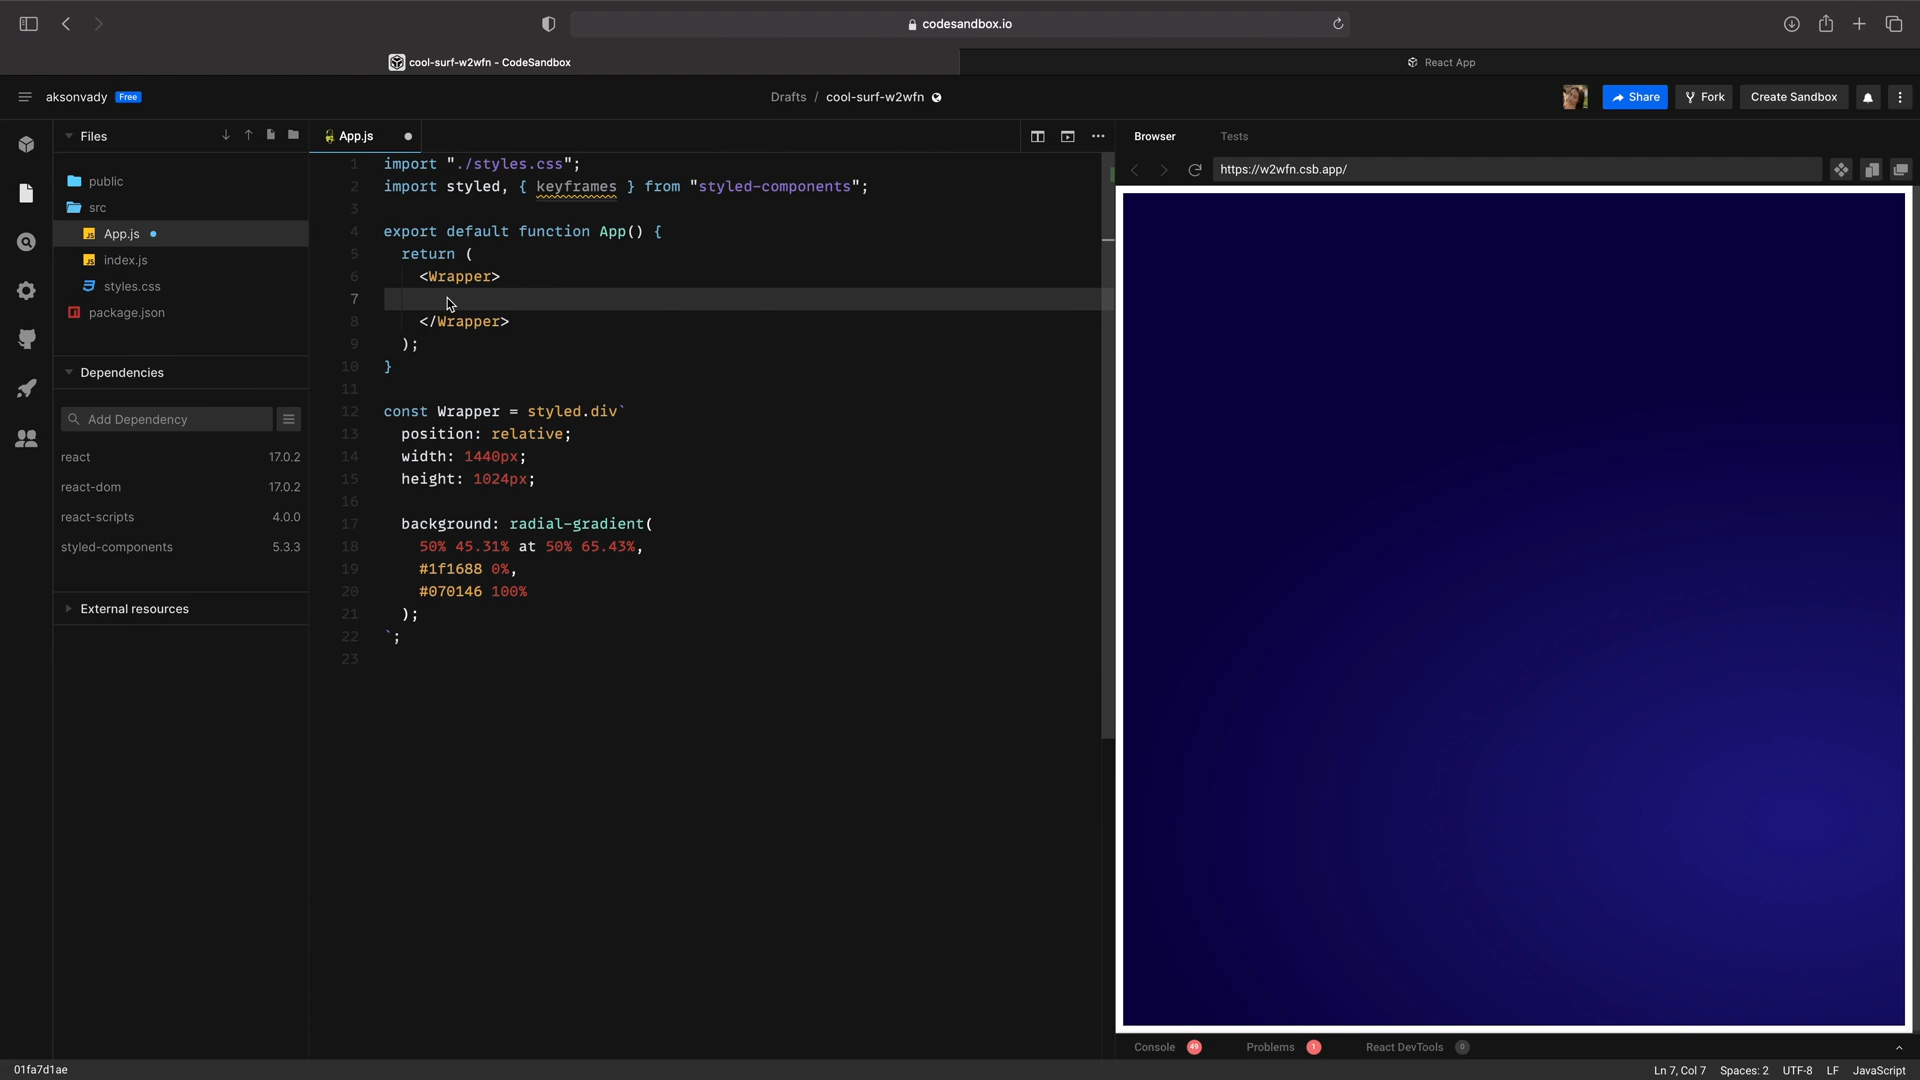 codesandbox.io
cool-surf-w2wfn - CodeSandbox
React App
aksonvady Free
Drafts / cool-surf-w2wfn
Share
Fork
Create Sandbox
Files
public
src
App.js
index.js
styles.css
package.json
Dependencies
Add Dependency
react 17.0.2
react-dom 17.0.2
react-scripts 4.0.0
styled-components 5.3.3
External resources
App.js
1 import "./styles.css";
2 import styled, { keyframes } from "styled-components";
3
4 export default function App() {
5 return (
6 <Wrapper>
7
8 </Wrapper>
9 );
10 }
11
12 const Wrapper = styled.div`
13 position: relative;
14 width: 1440px;
15 height: 1024px;
16
17 background: radial-gradient(
18 50% 45.31% at 50% 65.43%,
19 #1f1688 0%,
20 #070146 100%
21 );
22 `;
23
Browser Tests
https://w2wfn.csb.app/
Console 49 Problems 1 React DevTools 0
01fa7d1ae
Ln 7, Col 7 Spaces: 2 UTF-8 LF JavaScript